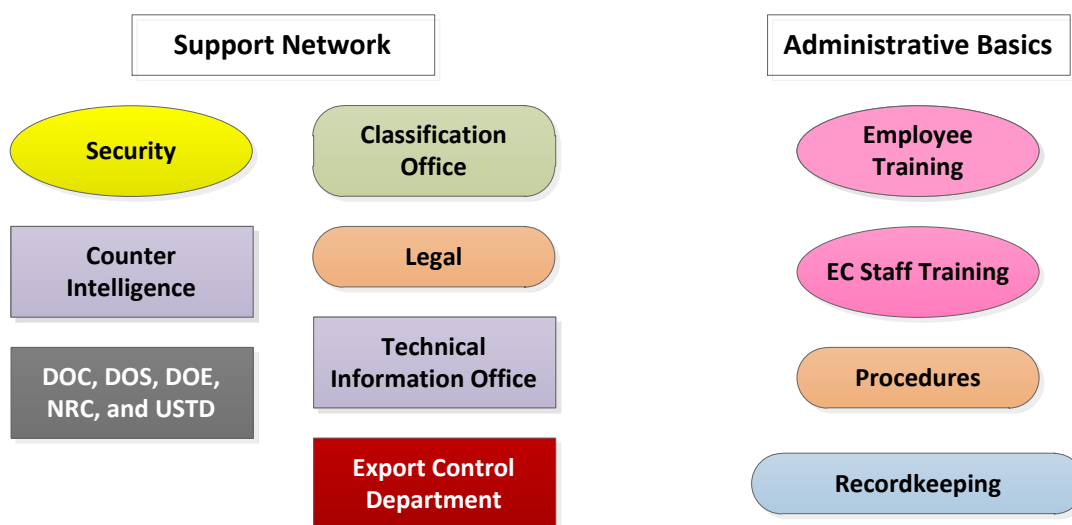 Support Network
Administrative Basics
Security
Classification
Office
Employee
Training
Counter
Intelligence
Legal
EC Staff Training
DOC, DOS, DOE,
NRC, and USTD
Technical
Information Office
Procedures
Export Control
Department
Recordkeeping